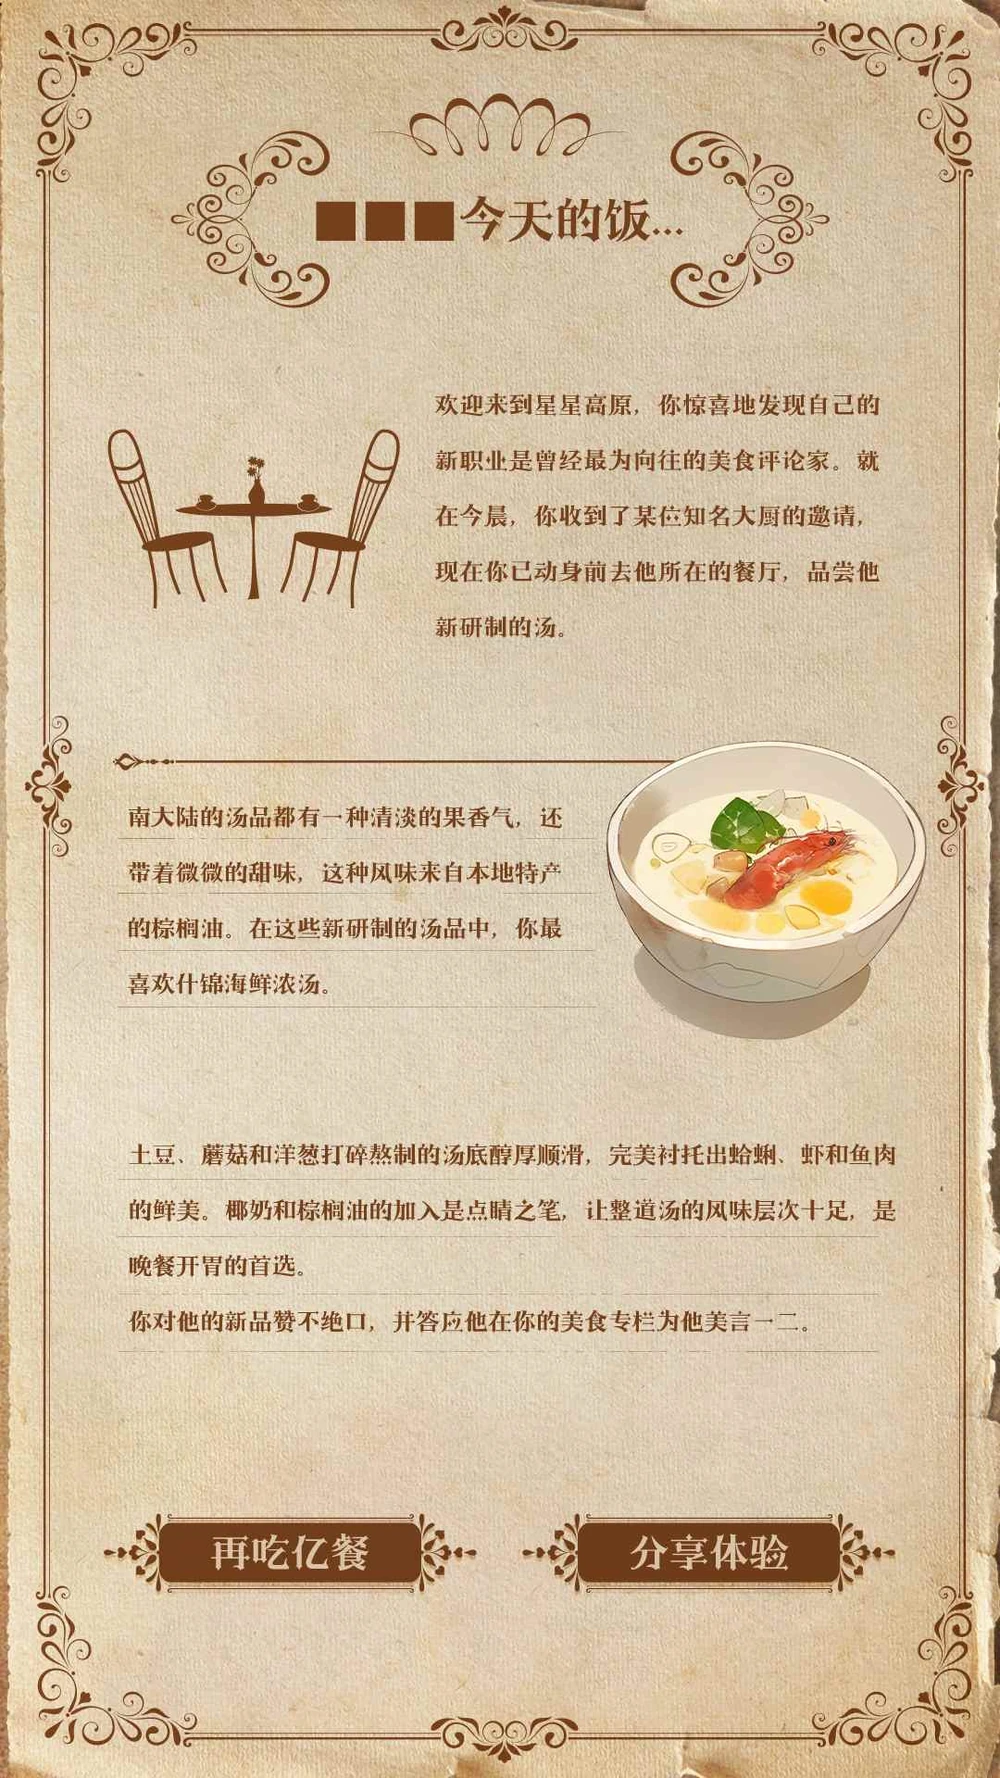 ■■■今天的饭...
欢迎来到星星高原，你惊喜地发现自己的
新职业是曾经最为向往的美食评论家。就
在今晨，你收到了某位知名大厨的邀请，
现在你已动身前去他所在的餐厅，品尝他
新研制的汤。
南大陆的汤品都有一种清淡的果香气，还
带着微微的甜味，这种风味来自本地特产
的棕榈油。在这些新研制的汤品中，你最
喜欢什锦海鲜浓汤。
土豆、蘑菇和洋葱打碎熬制的汤底醇厚顺滑，完美衬托出蛤蜊、虾和鱼肉
的鲜美。椰奶和棕榈油的加入是点睛之笔，让整道汤的风味层次十足，是
晚餐开胃的首选。
你对他的新品赞不绝口，并答应他在你的美食专栏为他美言一二。
再吃亿餐
分享体验